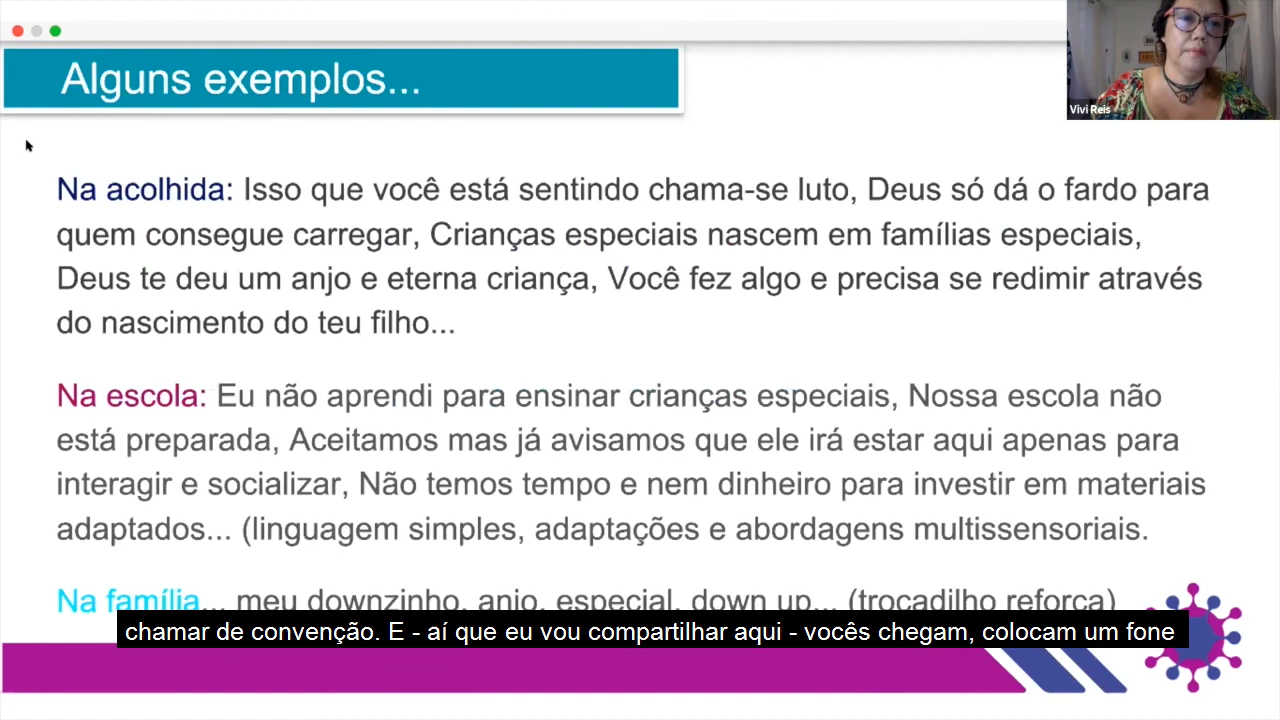 Alguns exemplos...
Vivi Reis
Na acolhida: Isso que você está sentindo chama-se luto, Deus só dá o fardo para
quem consegue carregar, Crianças especiais nascem em famílias especiais,
Deus te deu um anjo e eterna criança, Você fez algo e precisa se redimir através
do nascimento do teu filho...
Na escola: Eu não aprendi para ensinar crianças especiais, Nossa escola não
está preparada, Aceitamos mas já avisamos que ele irá estar aqui apenas para
interagir e socializar, Não temos tempo e nem dinheiro para investir em materiais
adaptados... (linguagem simples, adaptações e abordagens multissensoriais.
Na família... meu downzinho, anjo, especial, down up... (trocadilho reforça)
chamar de convenção. E - aí que eu vou compartilhar aqui - vocês chegam, colocam um fone